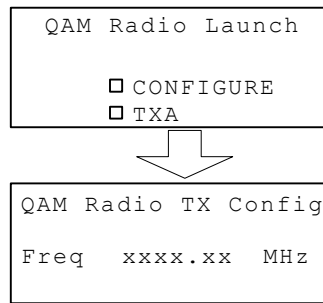 QAM Radio Launch
CONFIGURE
TXA
QAM Radio TX Config
Freq xxxx.xx MHz